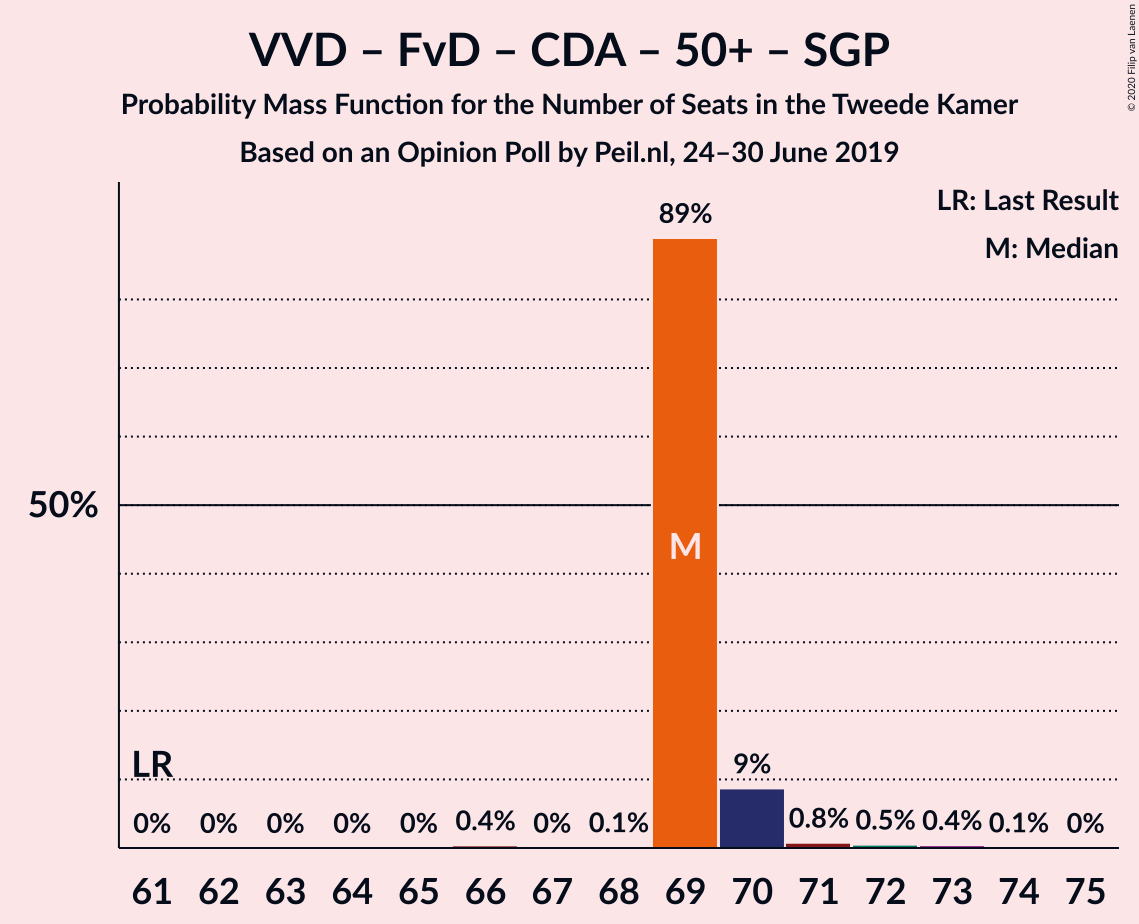 VVD – FvD – CDA – 50+ – SGP
Probability Mass Function for the Number of Seats in the Tweede Kamer
Based on an Opinion Poll by Peil.nl, 24–30 June 2019
© 2020 Filip van Laenen
LR: Last Result
M: Median
89%
50%
M
LR
9%
0% 0% 0% 0% 0% 0.4% 0% 0.1% 0.8% 0.5% 0.4% 0.1% 0%
61 62 63 64 65 66 67 68 69 70 71 72 73 74 75